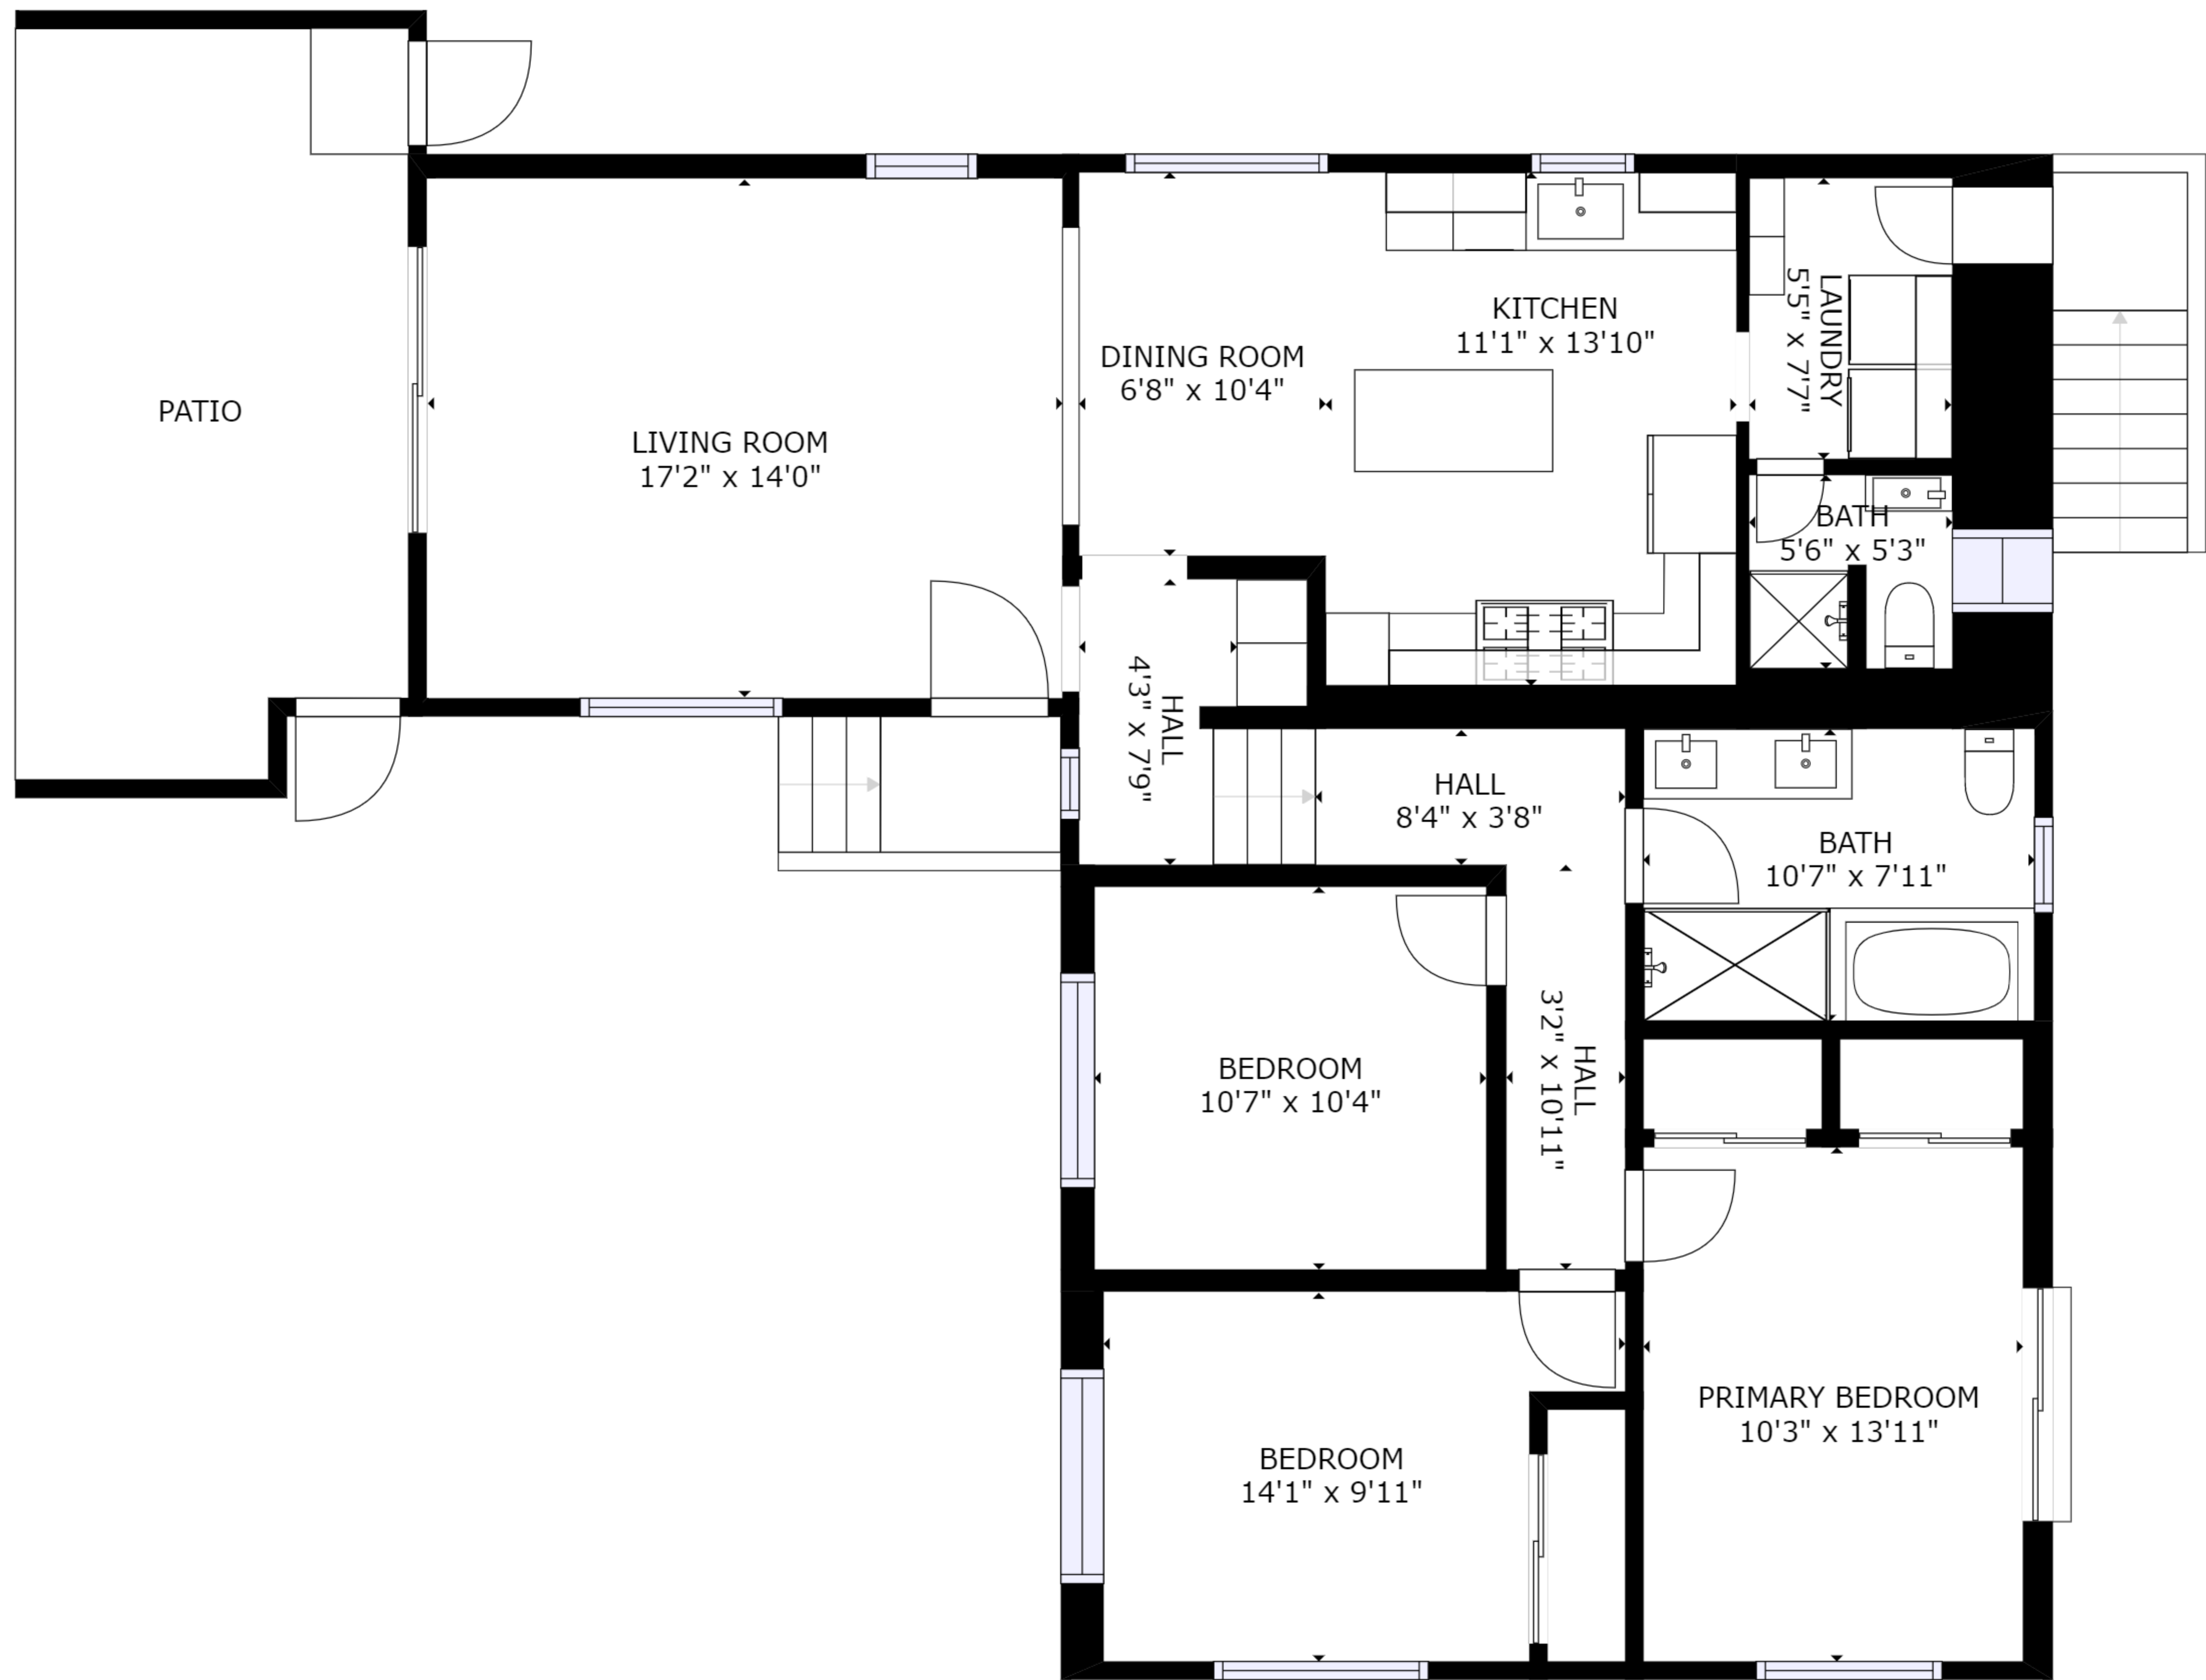 KITCHEN
11'1" x 13'10"
DINING ROOM
6'8" x 10'4"
LAUNDRY
5'5" x 7'7"
PATIO
LIVING ROOM
17'2" x 14'0"
BATH
5'6" x 5'3"
HALL
4'3" x 7'9"
HALL
8'4" x 3'8"
BATH
10'7" x 7'11"
BEDROOM
10'7" x 10'4"
HALL
3'2" x 10'11"
PRIMARY BEDROOM
10'3" x 13'11"
BEDROOM
14'1" x 9'11"